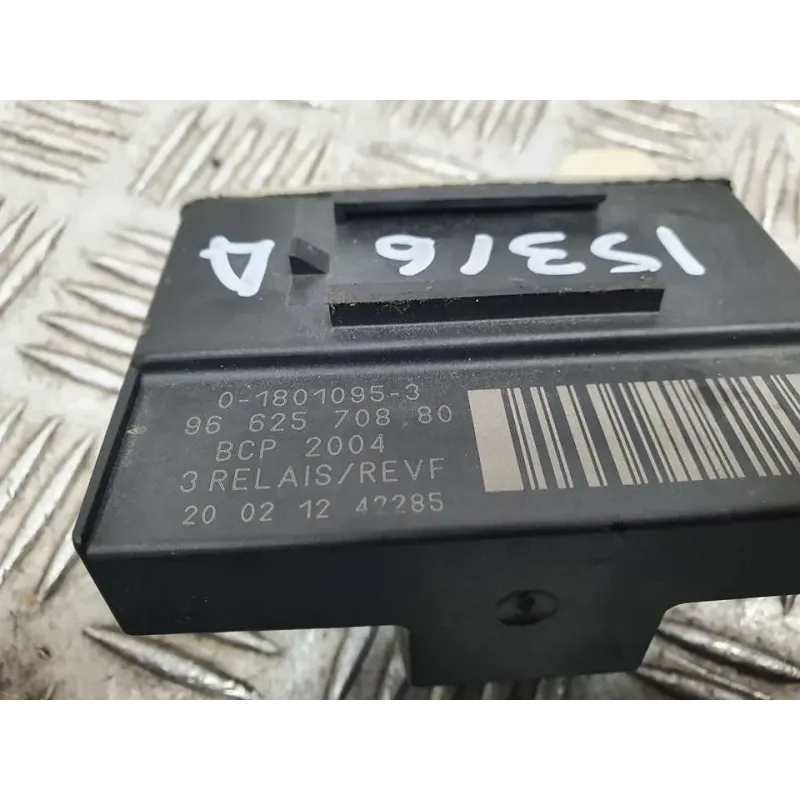 15316 A
0-1801095-3
96 625 708 80
BCP 2004
3 RELAIS/REVF
20 02 12 42285